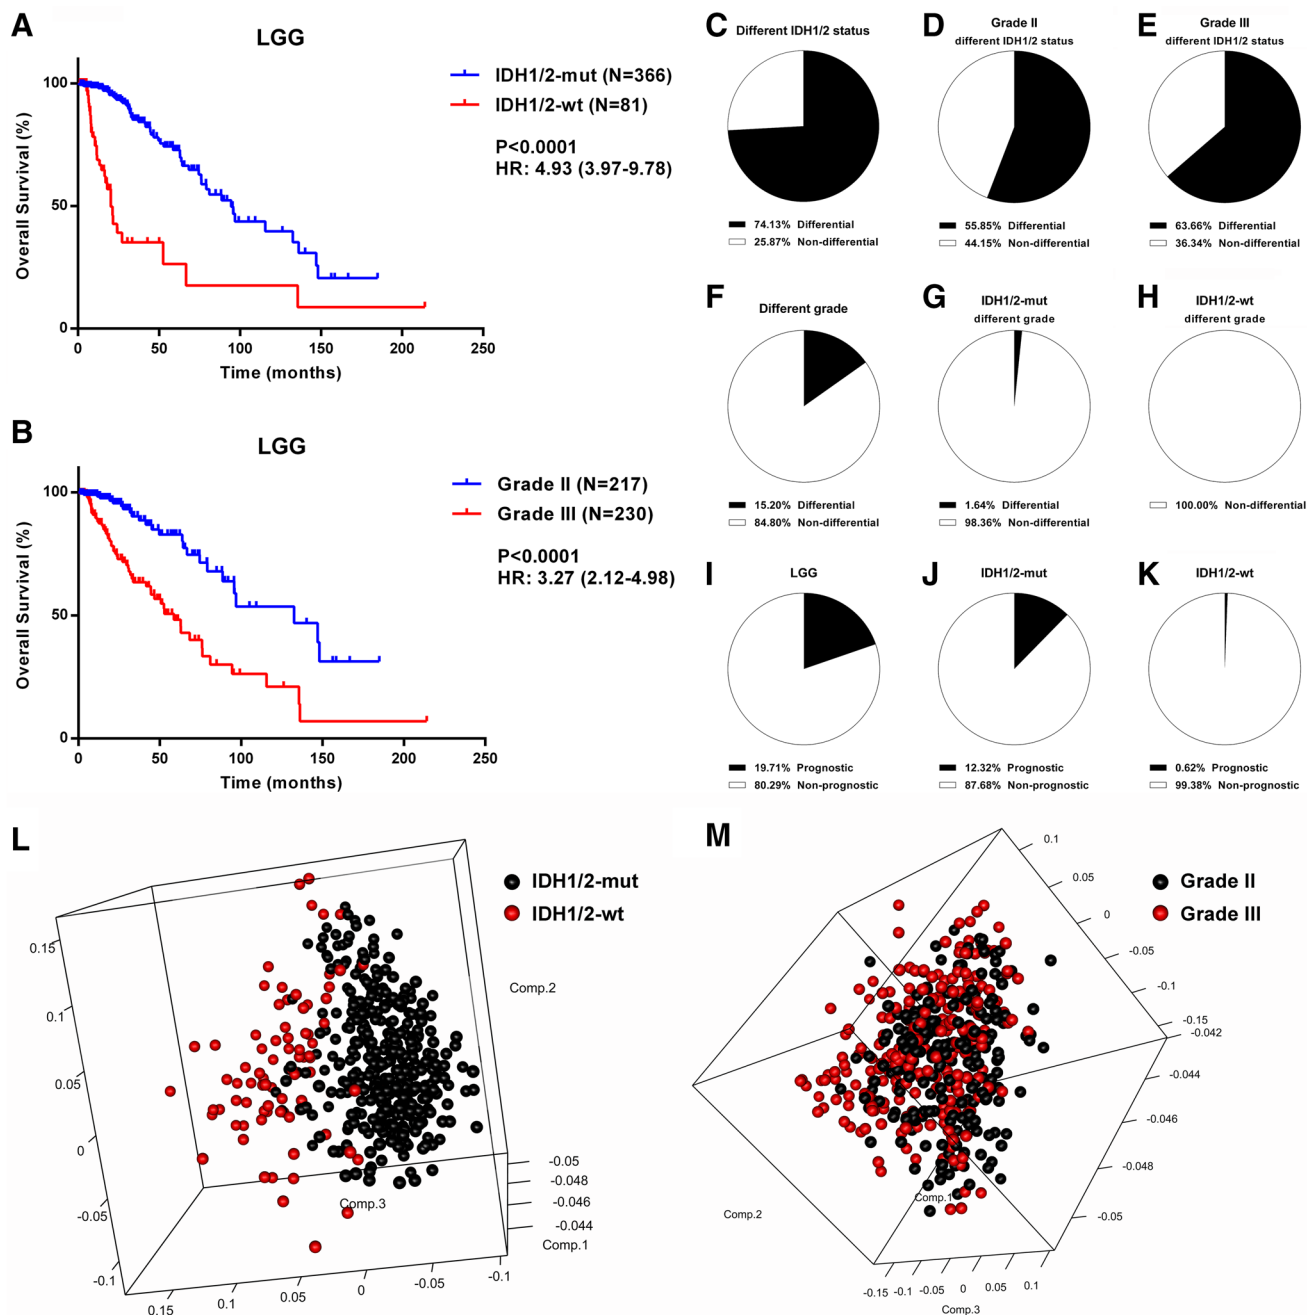 A
LGG
Overall Survival (%)
100
50
0
0 50 100 150 200 250
Time (months)
IDH1/2-mut (N=366)
IDH1/2-wt (N=81)
P<0.0001
HR: 4.93 (3.97-9.78)
B
LGG
Overall Survival (%)
100
50
0
0 50 100 150 200 250
Time (months)
Grade II (N=217)
Grade III (N=230)
P<0.0001
HR: 3.27 (2.12-4.98)
C
Different IDH1/2 status
74.13% Differential
25.87% Non-differential
D
Grade II
different IDH1/2 status
55.85% Differential
44.15% Non-differential
E
Grade III
different IDH1/2 status
63.66% Differential
36.34% Non-differential
F
Different grade
15.20% Differential
84.80% Non-differential
G
IDH1/2-mut
different grade
1.64% Differential
98.36% Non-differential
H
IDH1/2-wt
different grade
100.00% Non-differential
I
LGG
19.71% Prognostic
80.29% Non-prognostic
J
IDH1/2-mut
12.32% Prognostic
87.68% Non-prognostic
K
IDH1/2-wt
0.62% Prognostic
99.38% Non-prognostic
L
IDH1/2-mut
IDH1/2-wt
0.15
0.1
0.05
0
-0.05
-0.1
Comp.2
Comp.3
-0.05
-0.048
-0.046
-0.044
Comp.1
0.15 0.1 0.05 0 -0.05 -0.1
M
Grade II
Grade III
0.1
0.05
0
-0.05
-0.1
-0.15
-0.042
-0.044
-0.046
-0.048
-0.05
Comp.1
Comp.2
-0.15 -0.1 -0.05 0 0.05 0.1
Comp.3